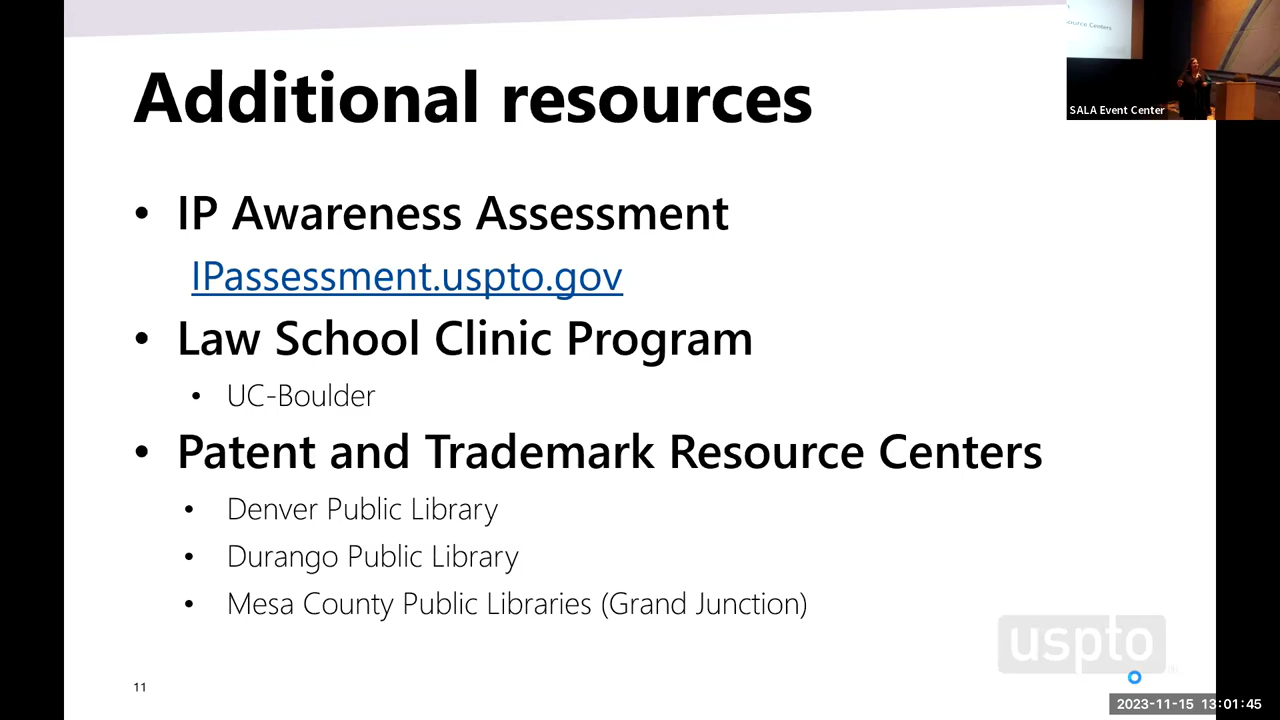 Additional resources
• IP Awareness Assessment
IPassessment.uspto.gov
• Law School Clinic Program
• UC-Boulder
• Patent and Trademark Resource Centers
• Denver Public Library
• Durango Public Library
• Mesa County Public Libraries (Grand Junction)
uspto
11
SALA Event Center
2023-11-15 13:01:45